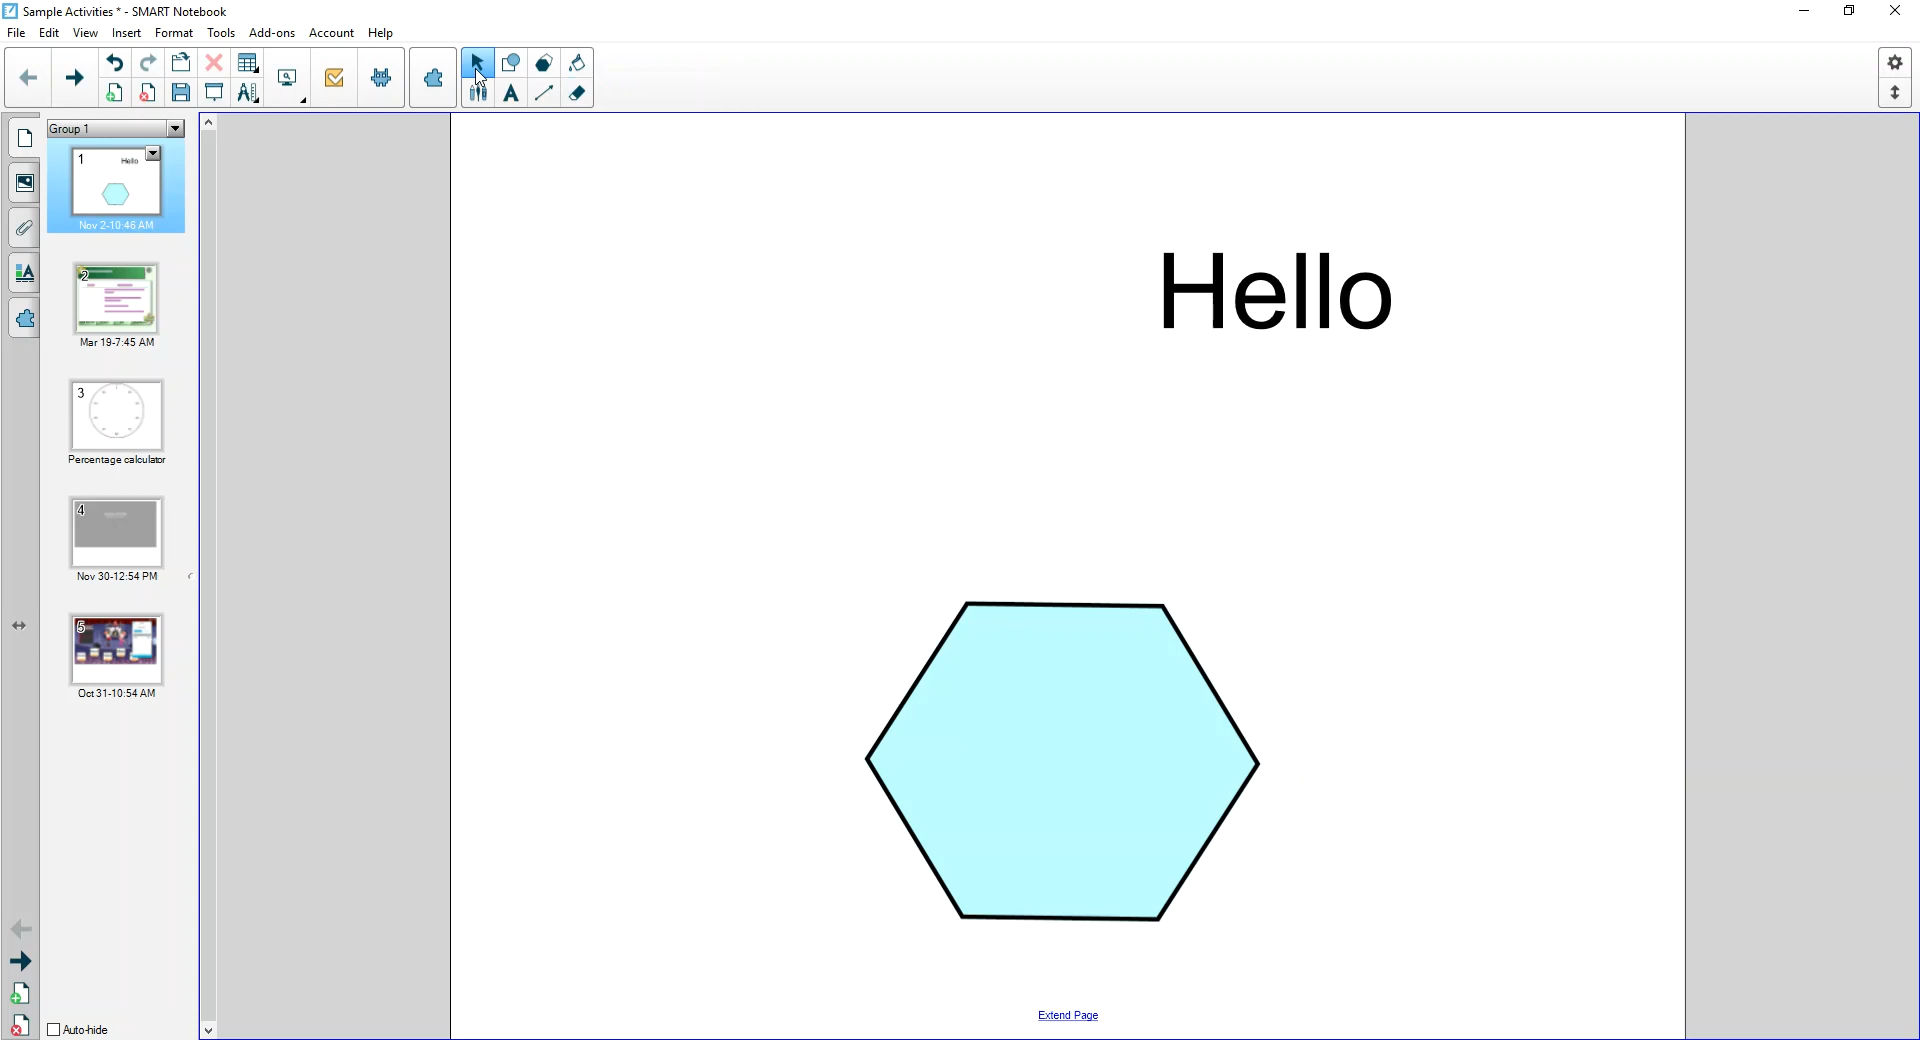 Sample Activities * - SMART Notebook
File Edit View Insert Format Tools Add-ons Account Help
Group 1
1
Hello
Nov 2-10:46 AM
2
Mar 19-7:45 AM
3
Percentage calculator
4
Nov 30-12:54 PM
5
Oct 31-10:54 AM
Auto-hide
Hello
Extend Page